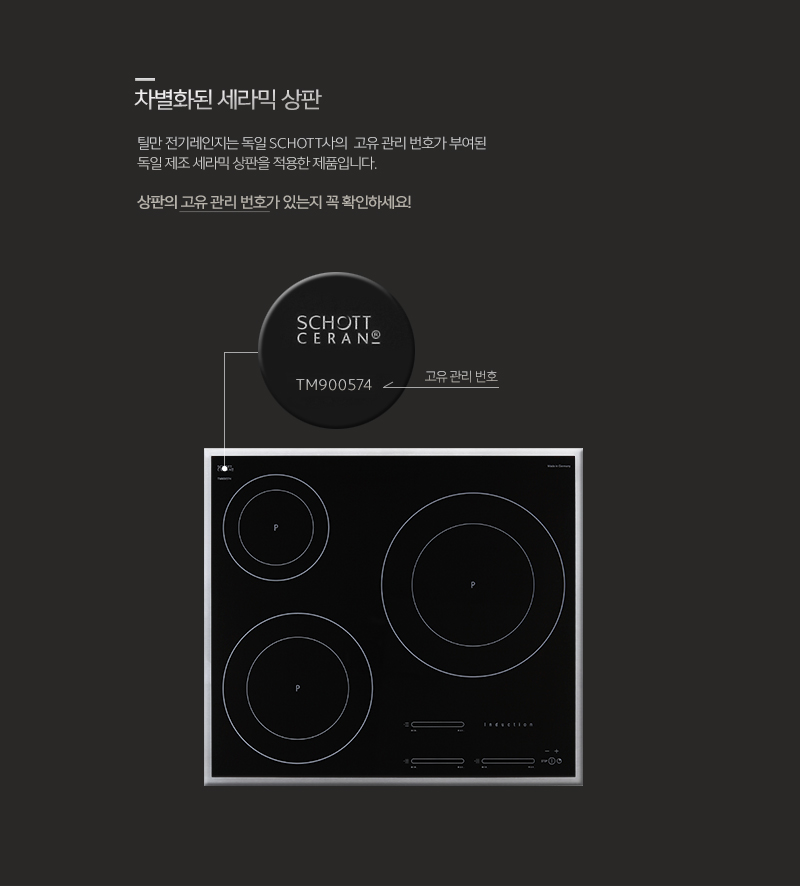 차별화된 세라믹 상판
틸만 전기레인지는 독일 SCHOTT사의 고유 관리 번호가 부여된
독일 제조 세라믹 상판을 적용한 제품입니다.
상판의 고유 관리 번호가 있는지 꼭 확인하세요!
SCHOTT
CERAN®
TM900574
고유 관리 번호
P
P
P
induction